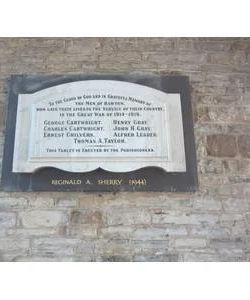 To the Glory of God and in Grateful Memory of
the Men of Rawdon,
who gave their lives in the Service of their Country,
in the Great War of 1914-1919.
George Cartwright. Henry Gray.
Charles Cartwright. John H. Gray.
Ernest Chilvers. Alfred Leader.
Thomas A. Taylor.
This Tablet is Erected by the Parishioners.
REGINALD A. SHERRY (1944)